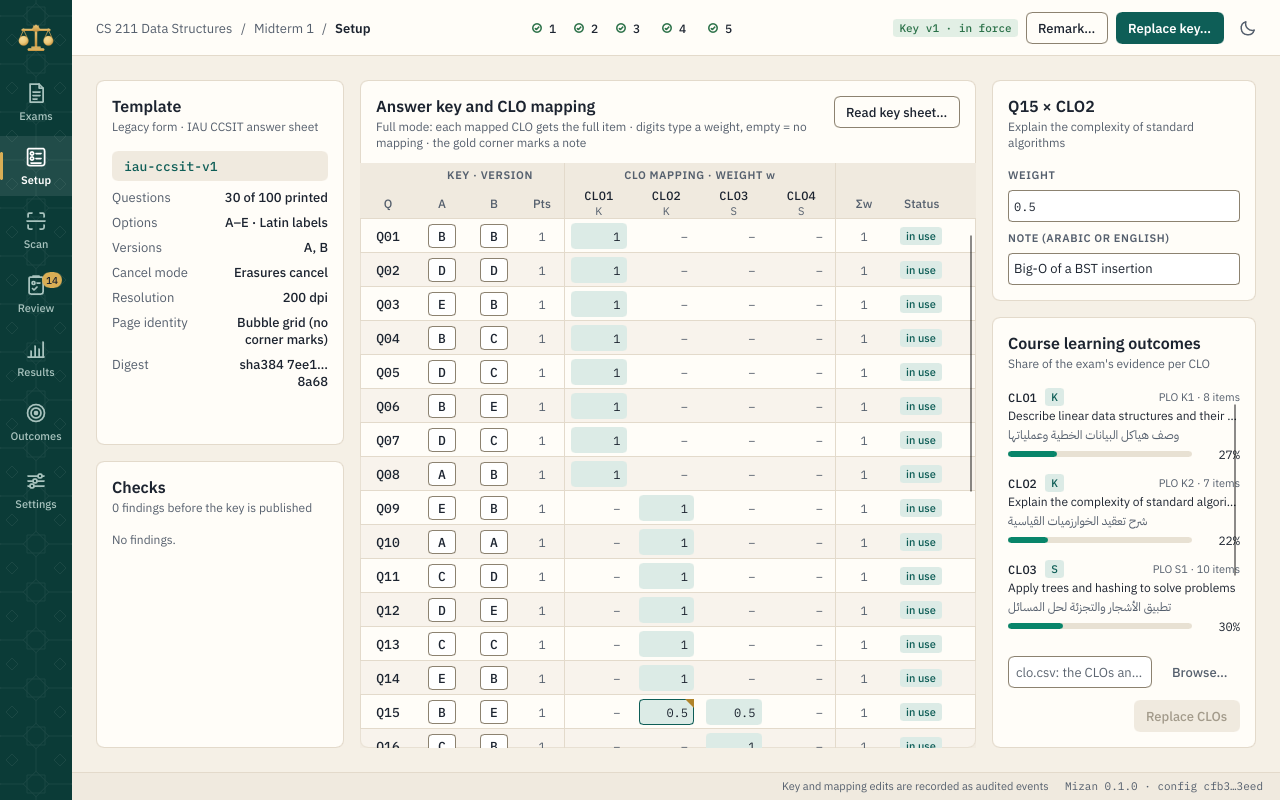 CS 211 Data Structures / Midterm 1 / Setup
1 2 3 4 5
Key v1 · in force
Remark...
Replace key...
Exams
Setup
Scan
14
Review
Results
Outcomes
Settings
Template
Legacy form · IAU CCSIT answer sheet
iau-ccsit-v1
Questions 30 of 100 printed
Options A–E · Latin labels
Versions A, B
Cancel mode Erasures cancel
Resolution 200 dpi
Page identity Bubble grid (no
corner marks)
Digest sha384 7ee1…
8a68
Checks
0 findings before the key is published
No findings.
Answer key and CLO mapping
Full mode: each mapped CLO gets the full item · digits type a weight, empty = no
mapping · the gold corner marks a note
Read key sheet...
KEY · VERSION CLO MAPPING · WEIGHT w
Q A B Pts CLO1 CLO2 CLO3 CLO4 Σw Status
K K S S
Q01 B B 1 1 – – – 1 in use
Q02 D D 1 1 – – – 1 in use
Q03 E B 1 1 – – – 1 in use
Q04 B C 1 1 – – – 1 in use
Q05 D C 1 1 – – – 1 in use
Q06 B E 1 1 – – – 1 in use
Q07 D C 1 1 – – – 1 in use
Q08 A B 1 1 – – – 1 in use
Q09 E B 1 – 1 – – 1 in use
Q10 A A 1 – 1 – – 1 in use
Q11 C D 1 – 1 – – 1 in use
Q12 D E 1 – 1 – – 1 in use
Q13 C C 1 – 1 – – 1 in use
Q14 E B 1 – 1 – – 1 in use
Q15 B E 1 – 0.5 0.5 – 1 in use
Q16 C B 1 – – 1 – 1 in use
Q15 × CLO2
Explain the complexity of standard
algorithms
WEIGHT
0.5
NOTE (ARABIC OR ENGLISH)
Big-O of a BST insertion
Course learning outcomes
Share of the exam's evidence per CLO
CLO1 K PLO K1 · 8 items
Describe linear data structures and their …
وصف هياكل البيانات الخطية وعملياتها
27%
CLO2 K PLO K2 · 7 items
Explain the complexity of standard algori…
شرح تعقيد الخوارزميات القياسية
22%
CLO3 S PLO S1 · 10 items
Apply trees and hashing to solve problems
تطبيق الأشجار والتجزئة لحل المسائل
30%
clo.csv: the CLOs an…
Browse...
Replace CLOs
Key and mapping edits are recorded as audited events Mizan 0.1.0 · config cfb3…3eed